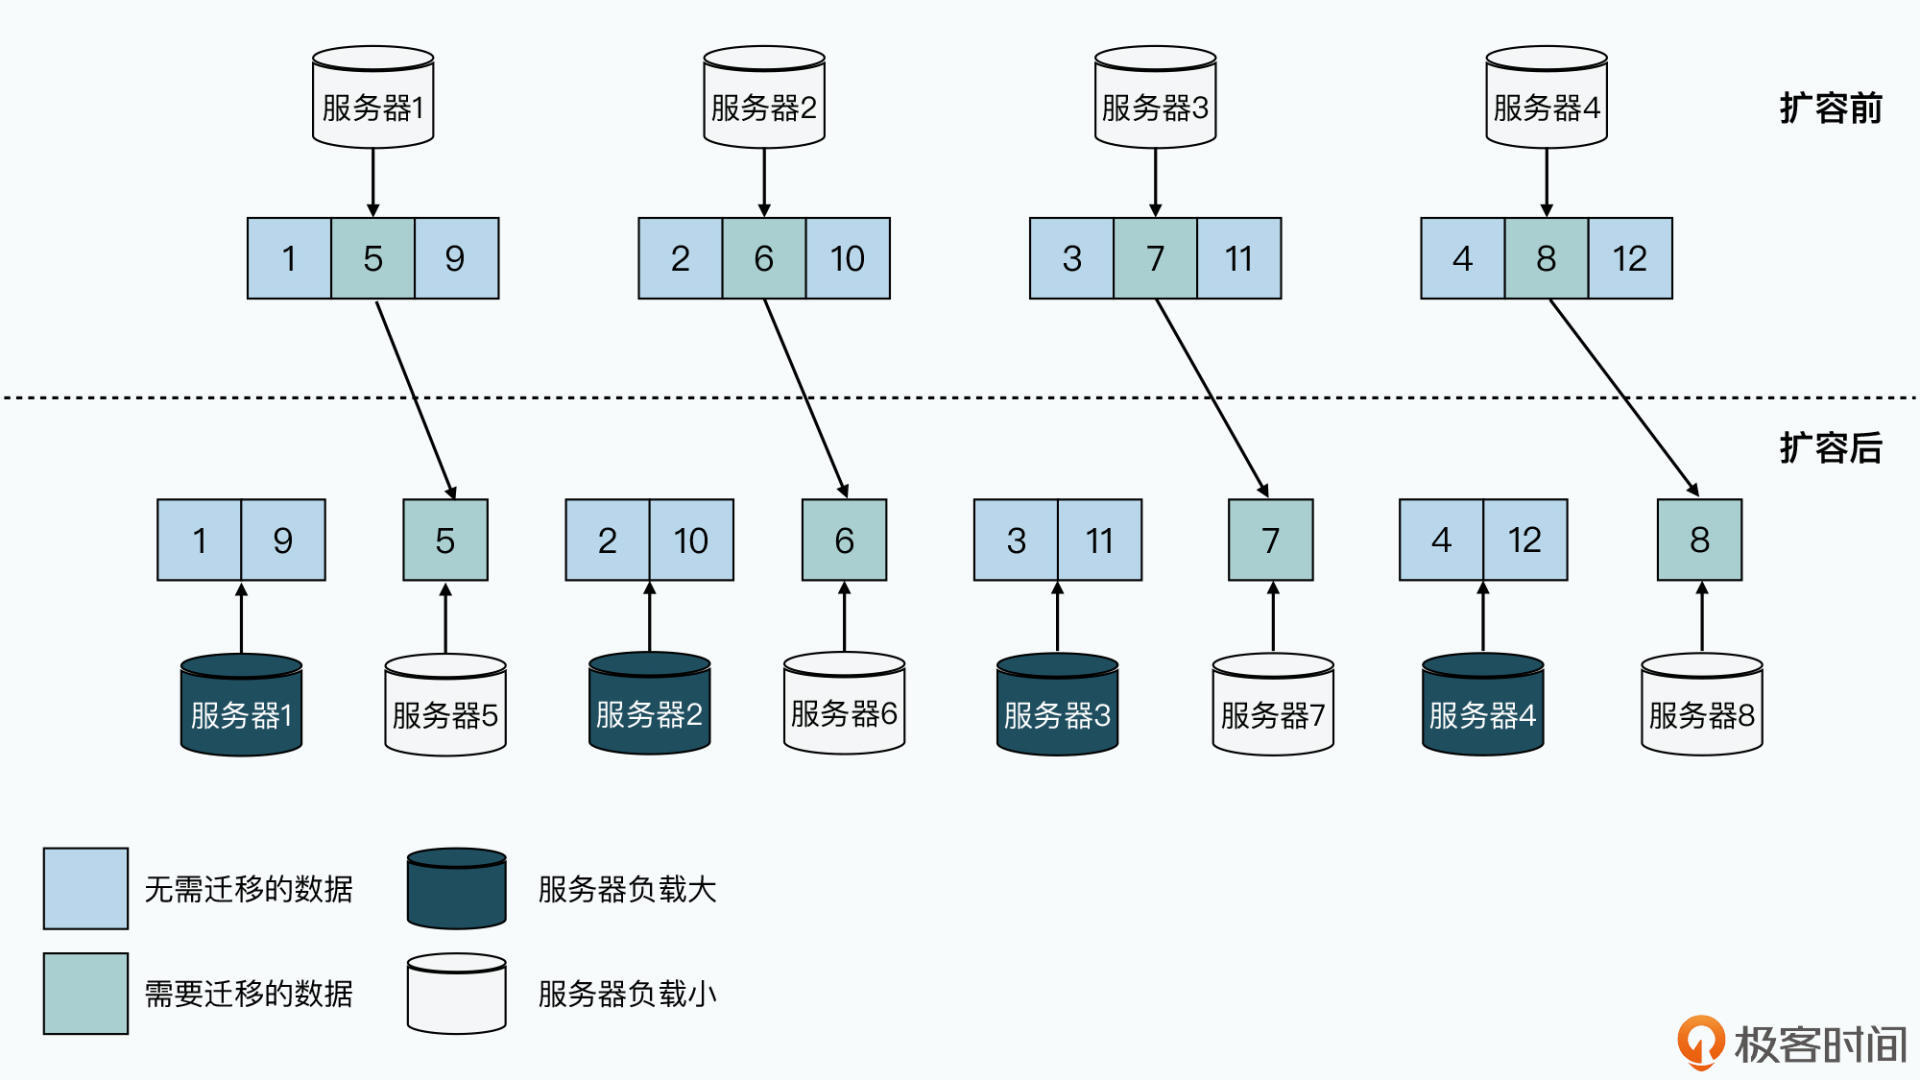 服务器1 服务器2 服务器3 服务器4 扩容前
1 5 9 2 6 10 3 7 11 4 8 12
扩容后
1 9 5 2 10 6 3 11 7 4 12 8
服务器1 服务器5 服务器2 服务器6 服务器3 服务器7 服务器4 服务器8
无需迁移的数据 服务器负载大
需要迁移的数据 服务器负载小
极客时间